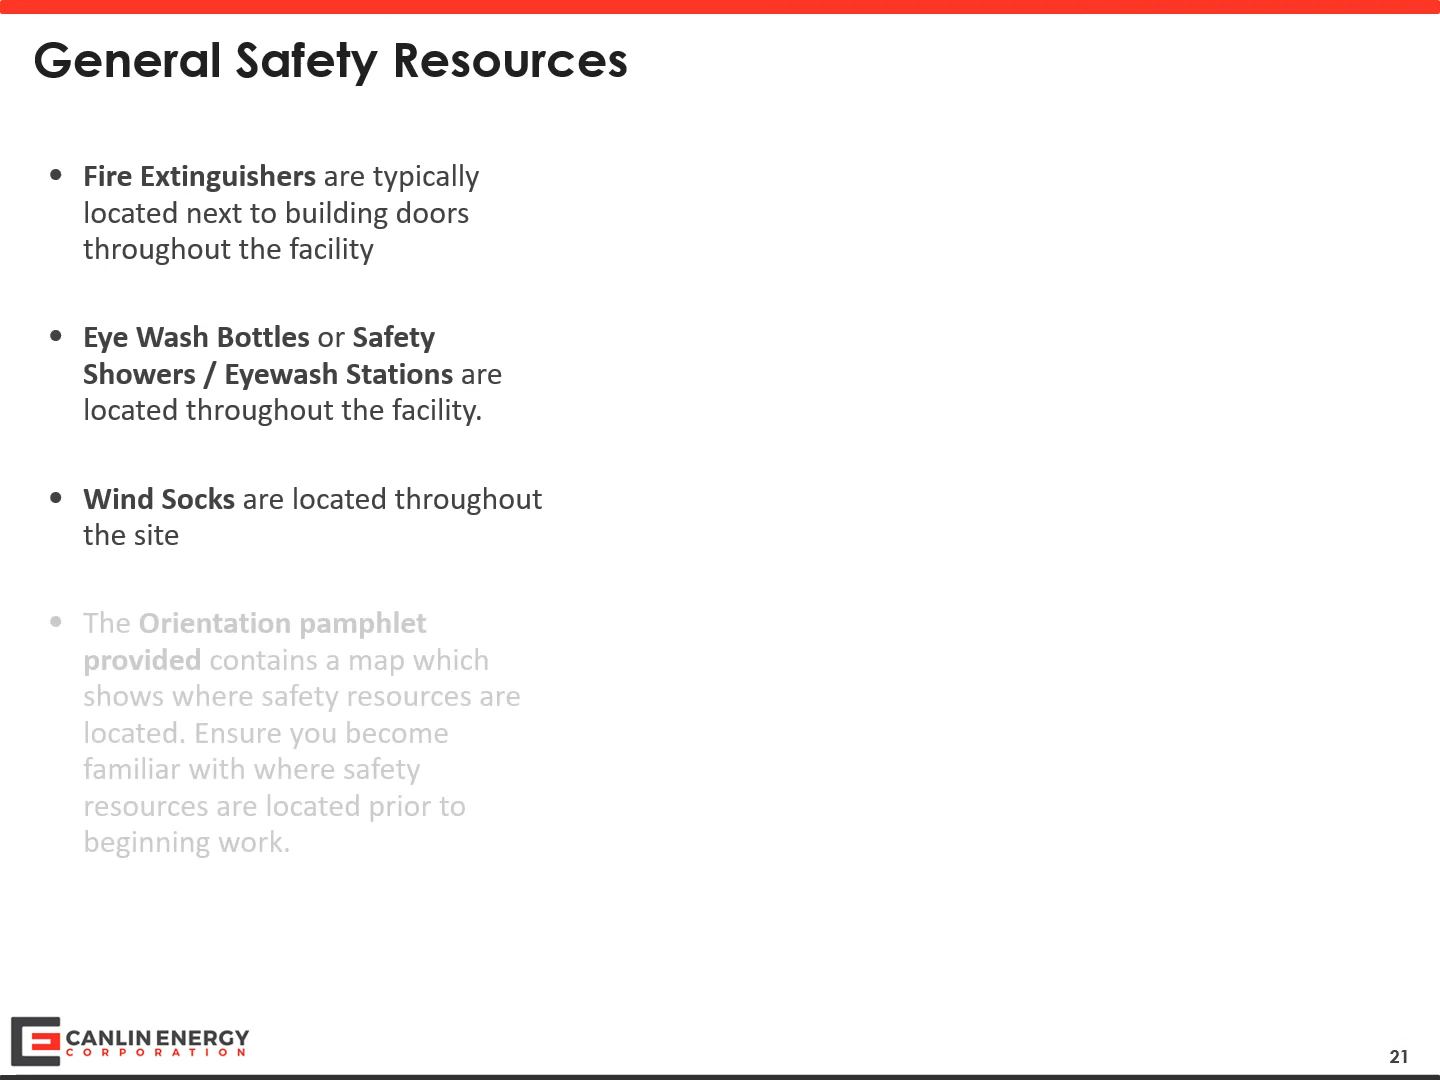 General Safety Resources
• Fire Extinguishers are typically
located next to building doors
throughout the facility
• Eye Wash Bottles or Safety
Showers / Eyewash Stations are
located throughout the facility.
• Wind Socks are located throughout
the site
• The Orientation pamphlet
provided contains a map which
shows where safety resources are
located. Ensure you become
familiar with where safety
resources are located prior to
beginning work.
CANLIN ENERGY
CORPORATION
21